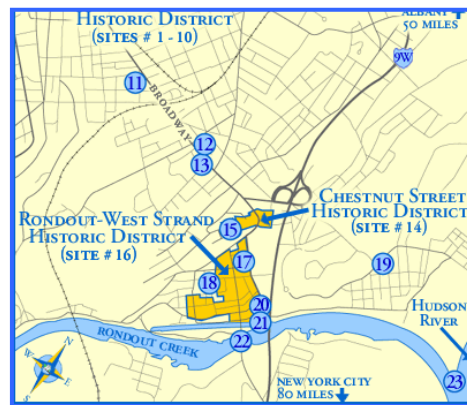 HISTORIC DISTRICT
(SITES # 1 - 10)
ALBANY
50 MILES
9W
11
BROADWAY
12
13
CHESTNUT STREET
HISTORIC DISTRICT
(SITE # 14)
RONDOUT-WEST STRAND
HISTORIC DISTRICT
(SITE # 16)
15
17
18
19
20
21
22
HUDSON
RIVER
RONDOUT CREEK
N
W
E
S
NEW YORK CITY
80 MILES
23